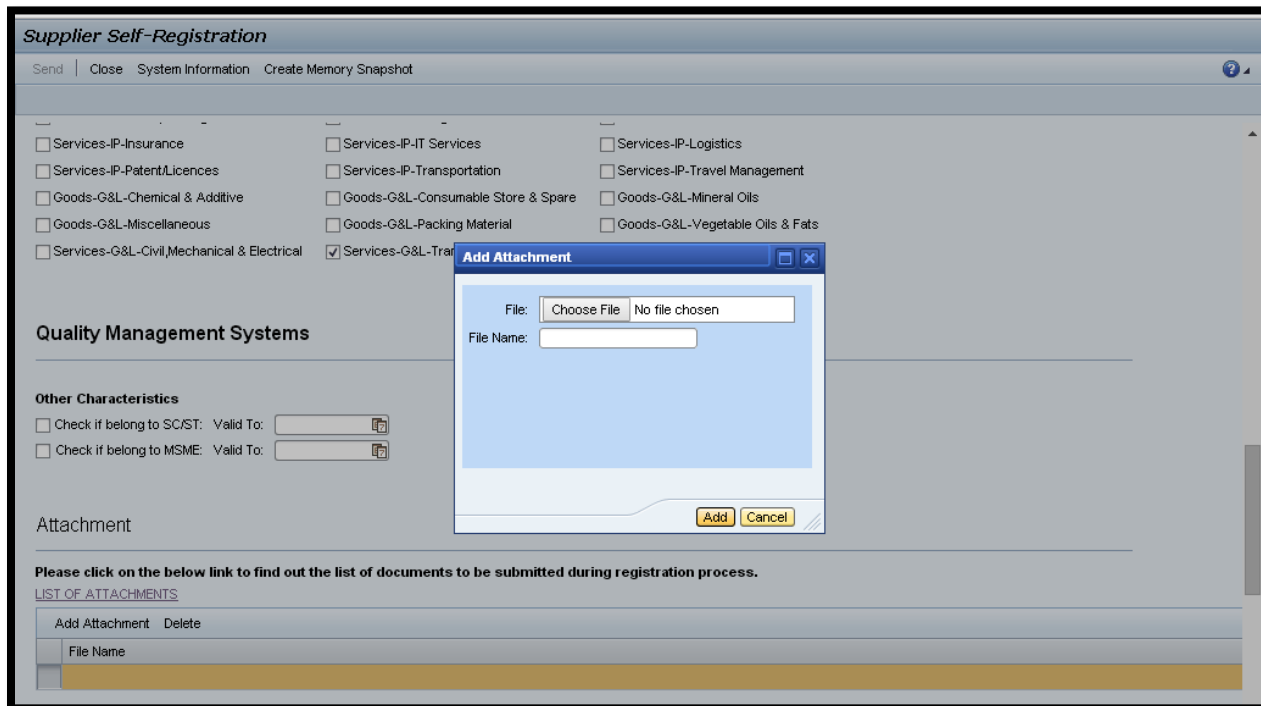 Supplier Self-Registration
Send Close System Information Create Memory Snapshot
Services-IP-Insurance Services-IP-IT Services Services-IP-Logistics
Services-IP-Patent/Licences Services-IP-Transportation Services-IP-Travel Management
Goods-G&L-Chemical & Additive Goods-G&L-Consumable Store & Spare Goods-G&L-Mineral Oils
Goods-G&L-Miscellaneous Goods-G&L-Packing Material Goods-G&L-Vegetable Oils & Fats
Services-G&L-Civil,Mechanical & Electrical Services-G&L-Tra
Add Attachment
File: Choose File No file chosen
File Name:
Add Cancel
Quality Management Systems
Other Characteristics
Check if belong to SC/ST: Valid To:
Check if belong to MSME: Valid To:
Attachment
Please click on the below link to find out the list of documents to be submitted during registration process.
LIST OF ATTACHMENTS
Add Attachment Delete
File Name